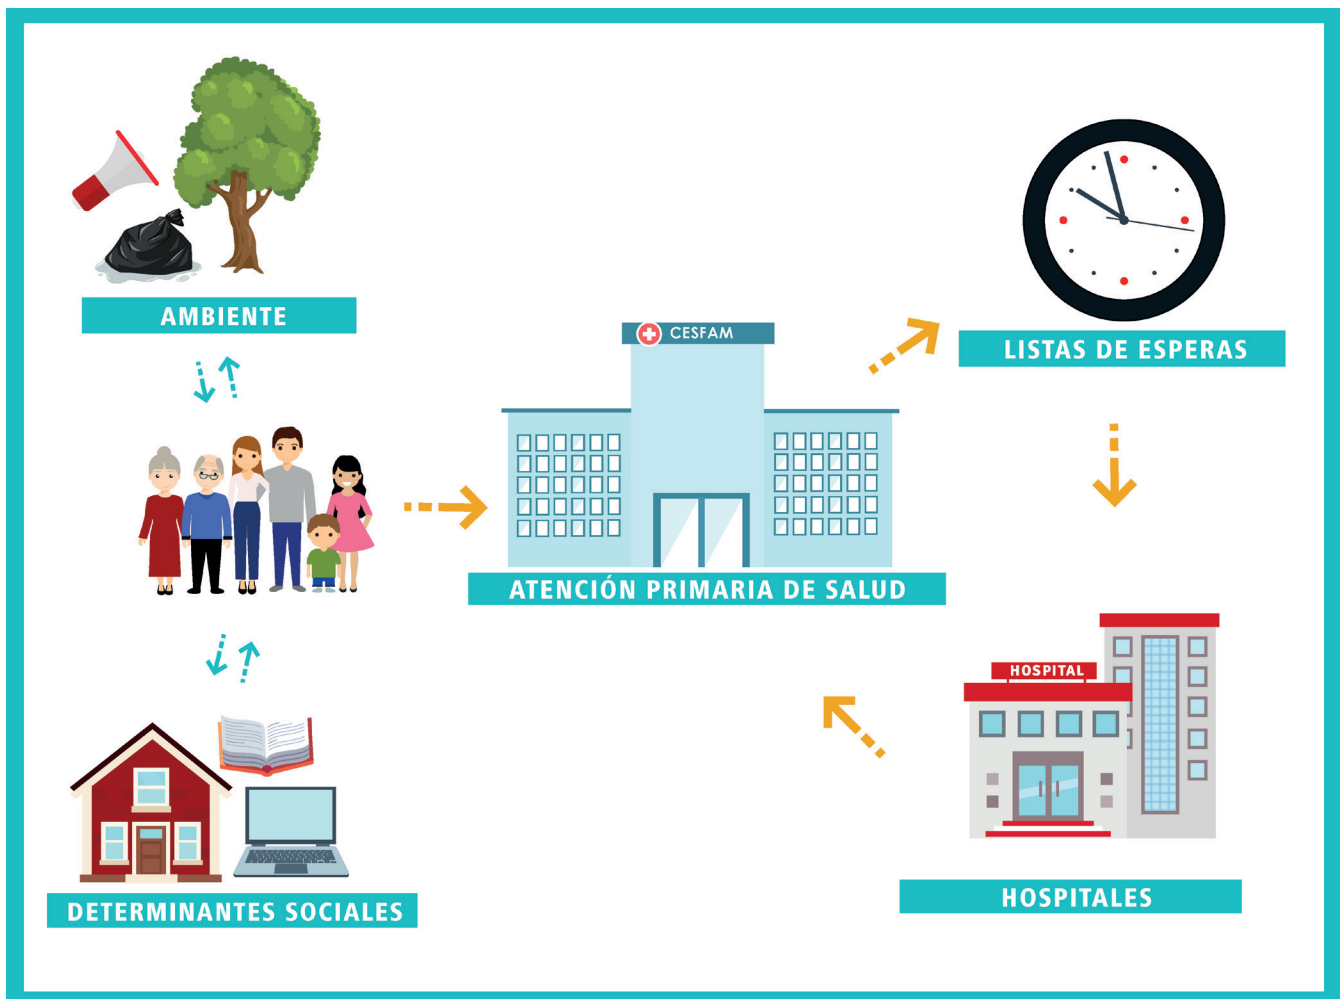 AMBIENTE
CESFAM
LISTAS DE ESPERAS
ATENCIÓN PRIMARIA DE SALUD
HOSPITAL
DETERMINANTES SOCIALES
HOSPITALES